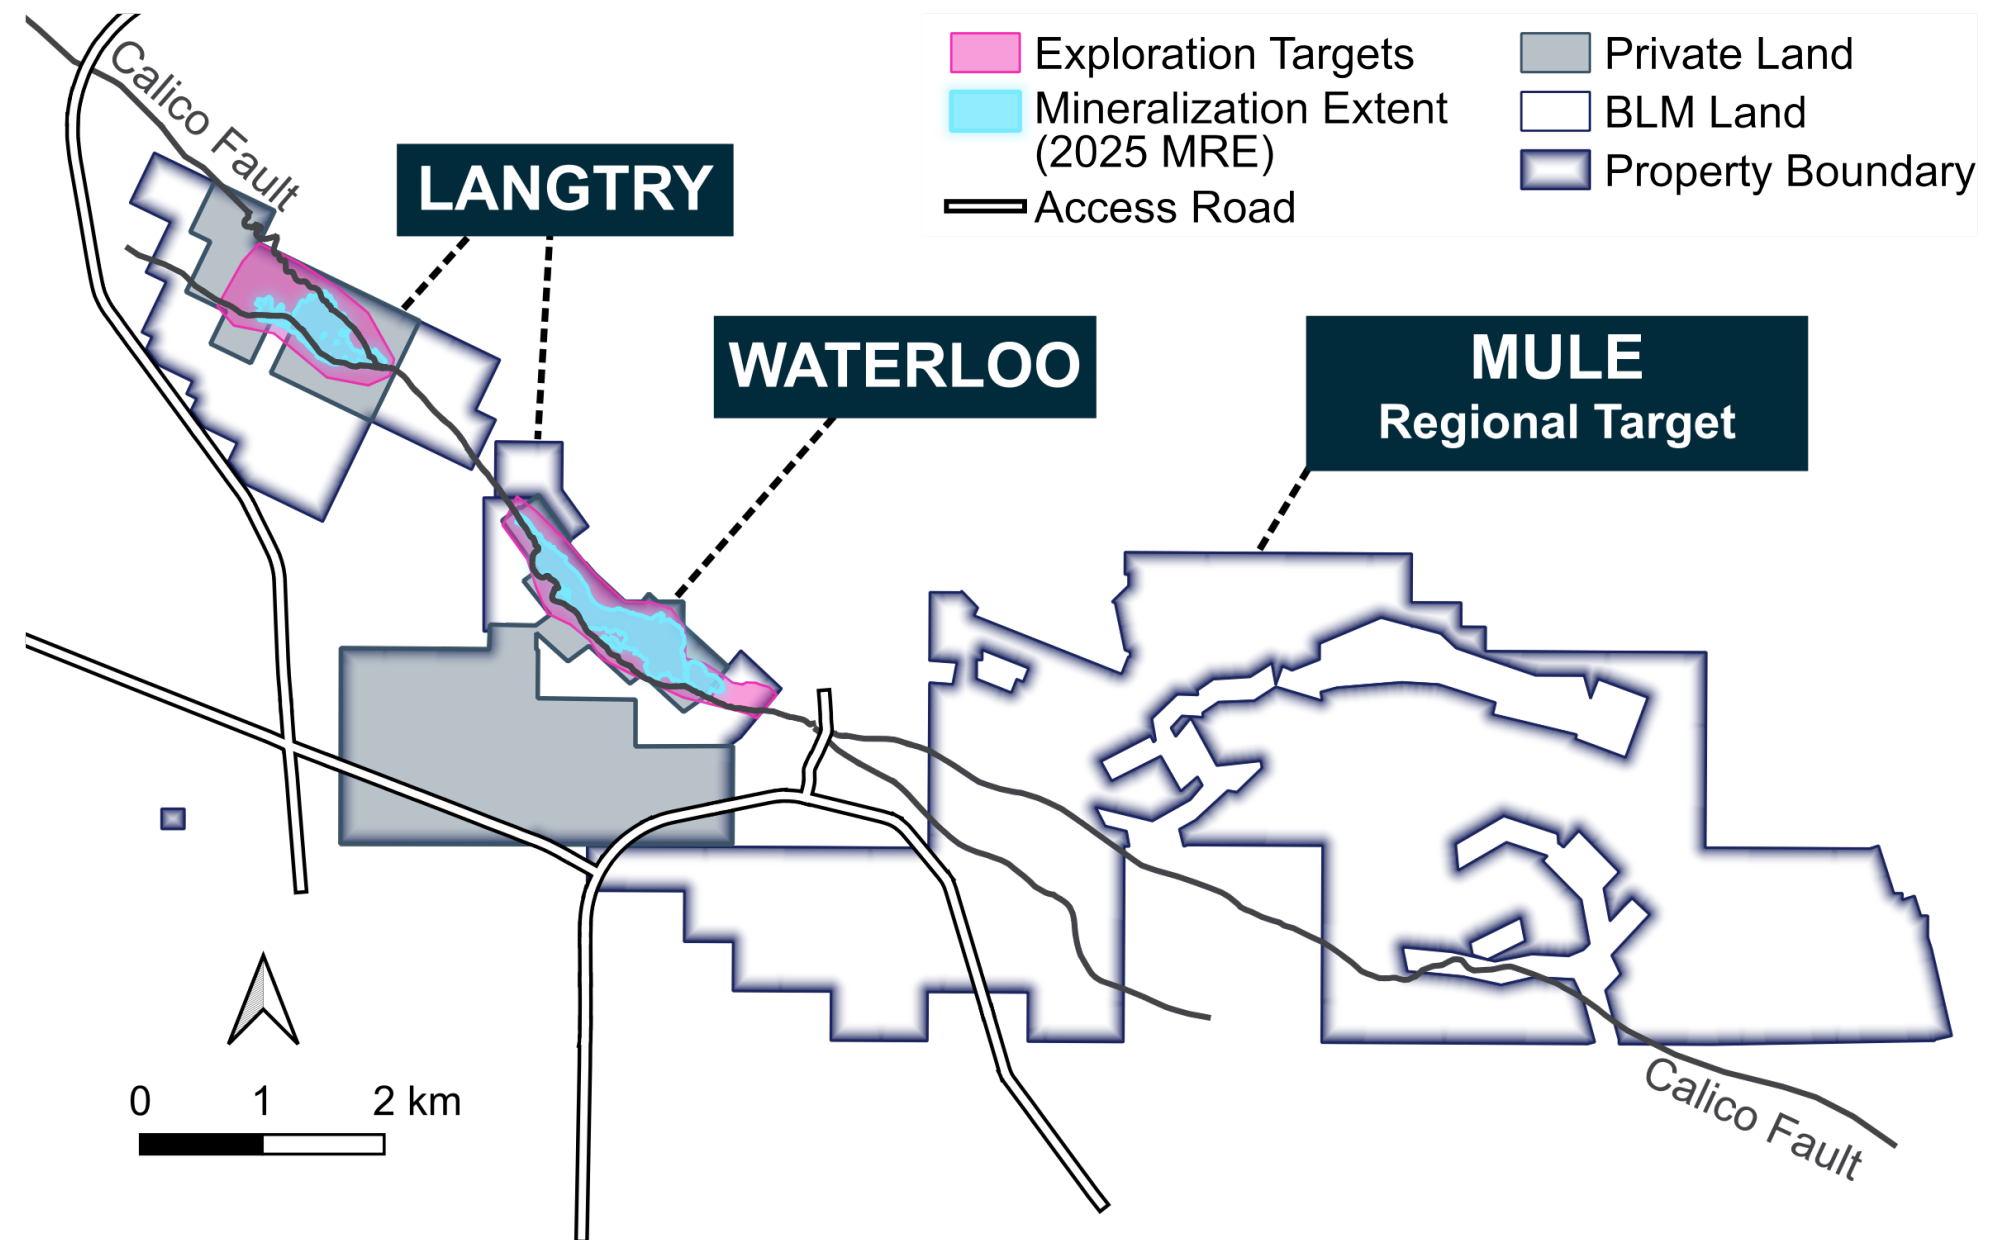 Exploration Targets
Mineralization Extent
(2025 MRE)
Access Road
Private Land
BLM Land
Property Boundary
Calico Fault
LANGTRY
WATERLOO
MULE
Regional Target
0 1 2 km
Calico Fault